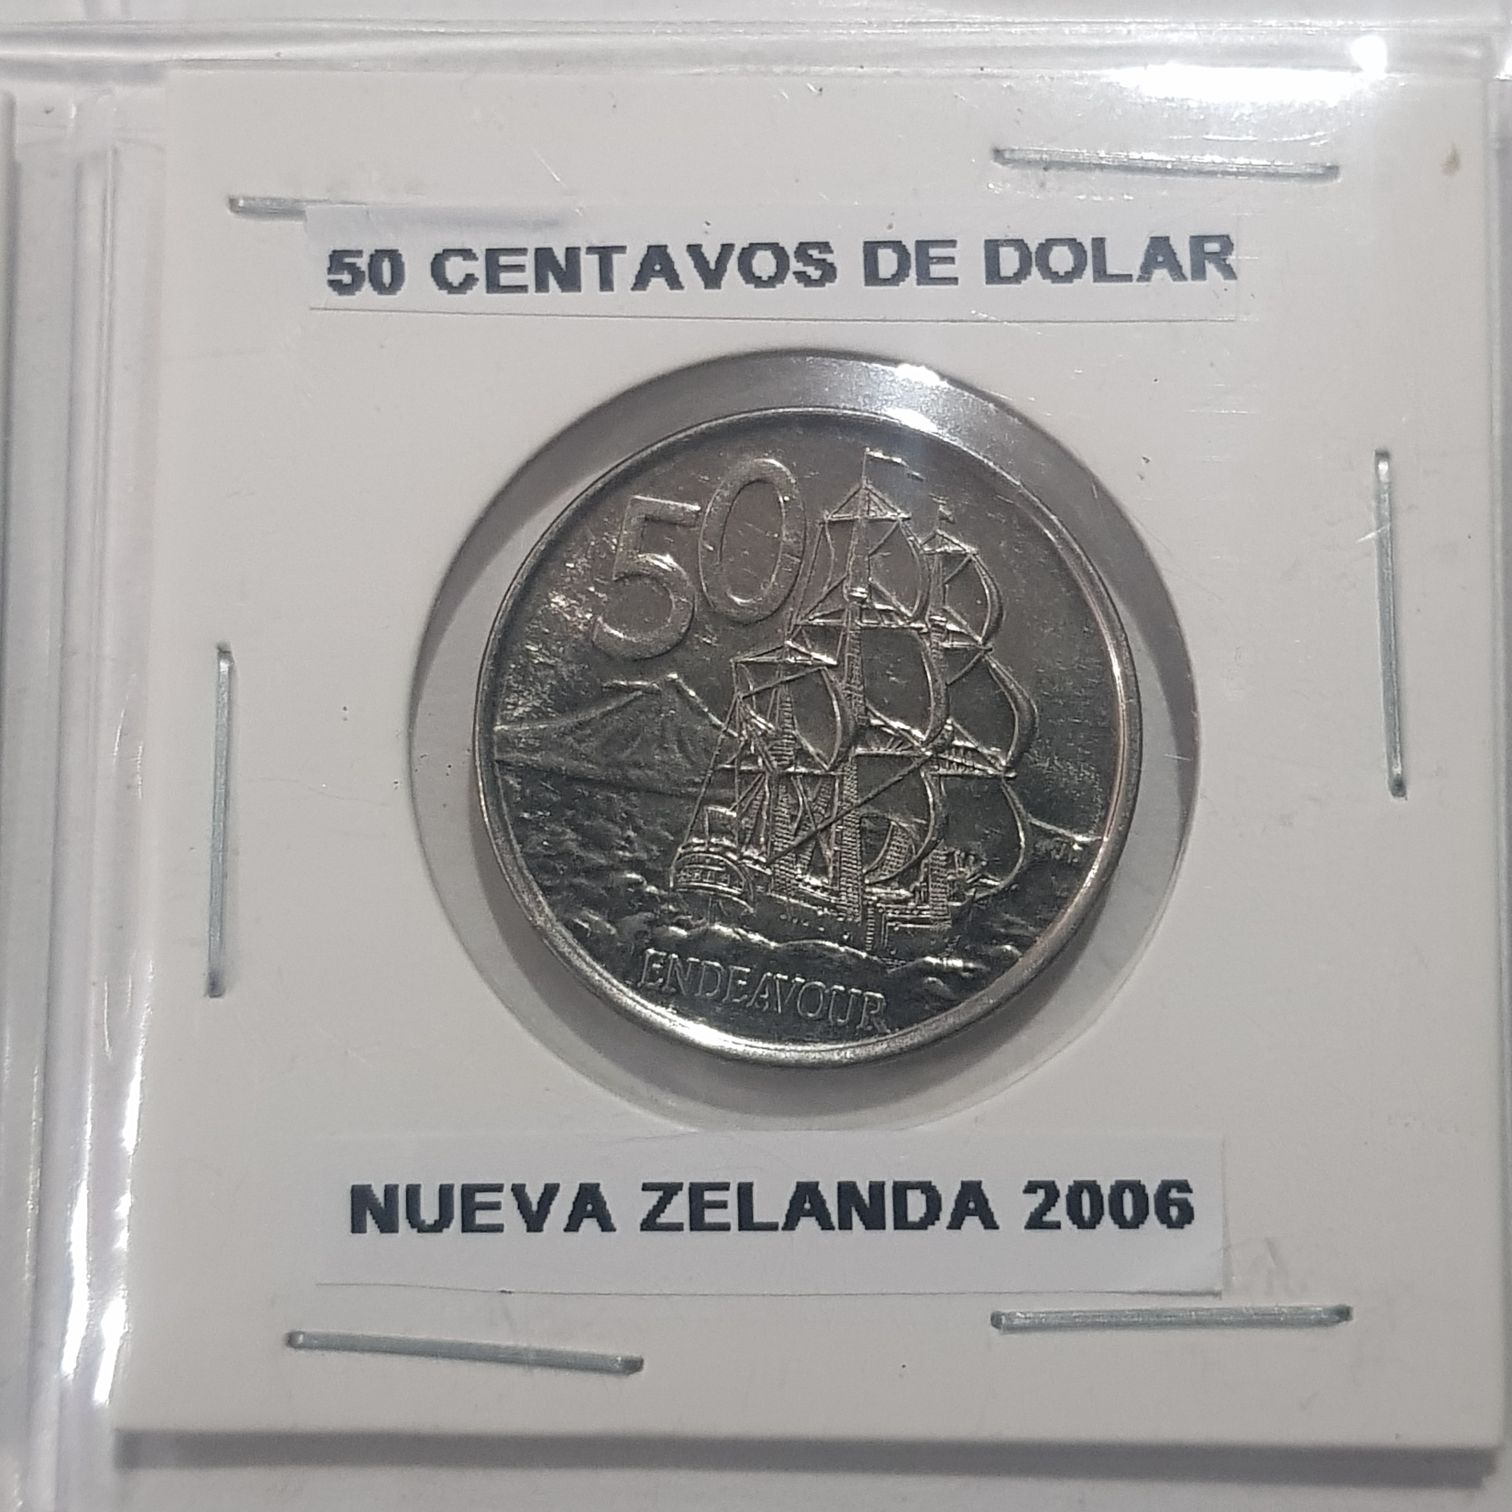 50 CENTAVOS DE DOLAR
50
ENDEAVOUR
NUEVA ZELANDA 2006